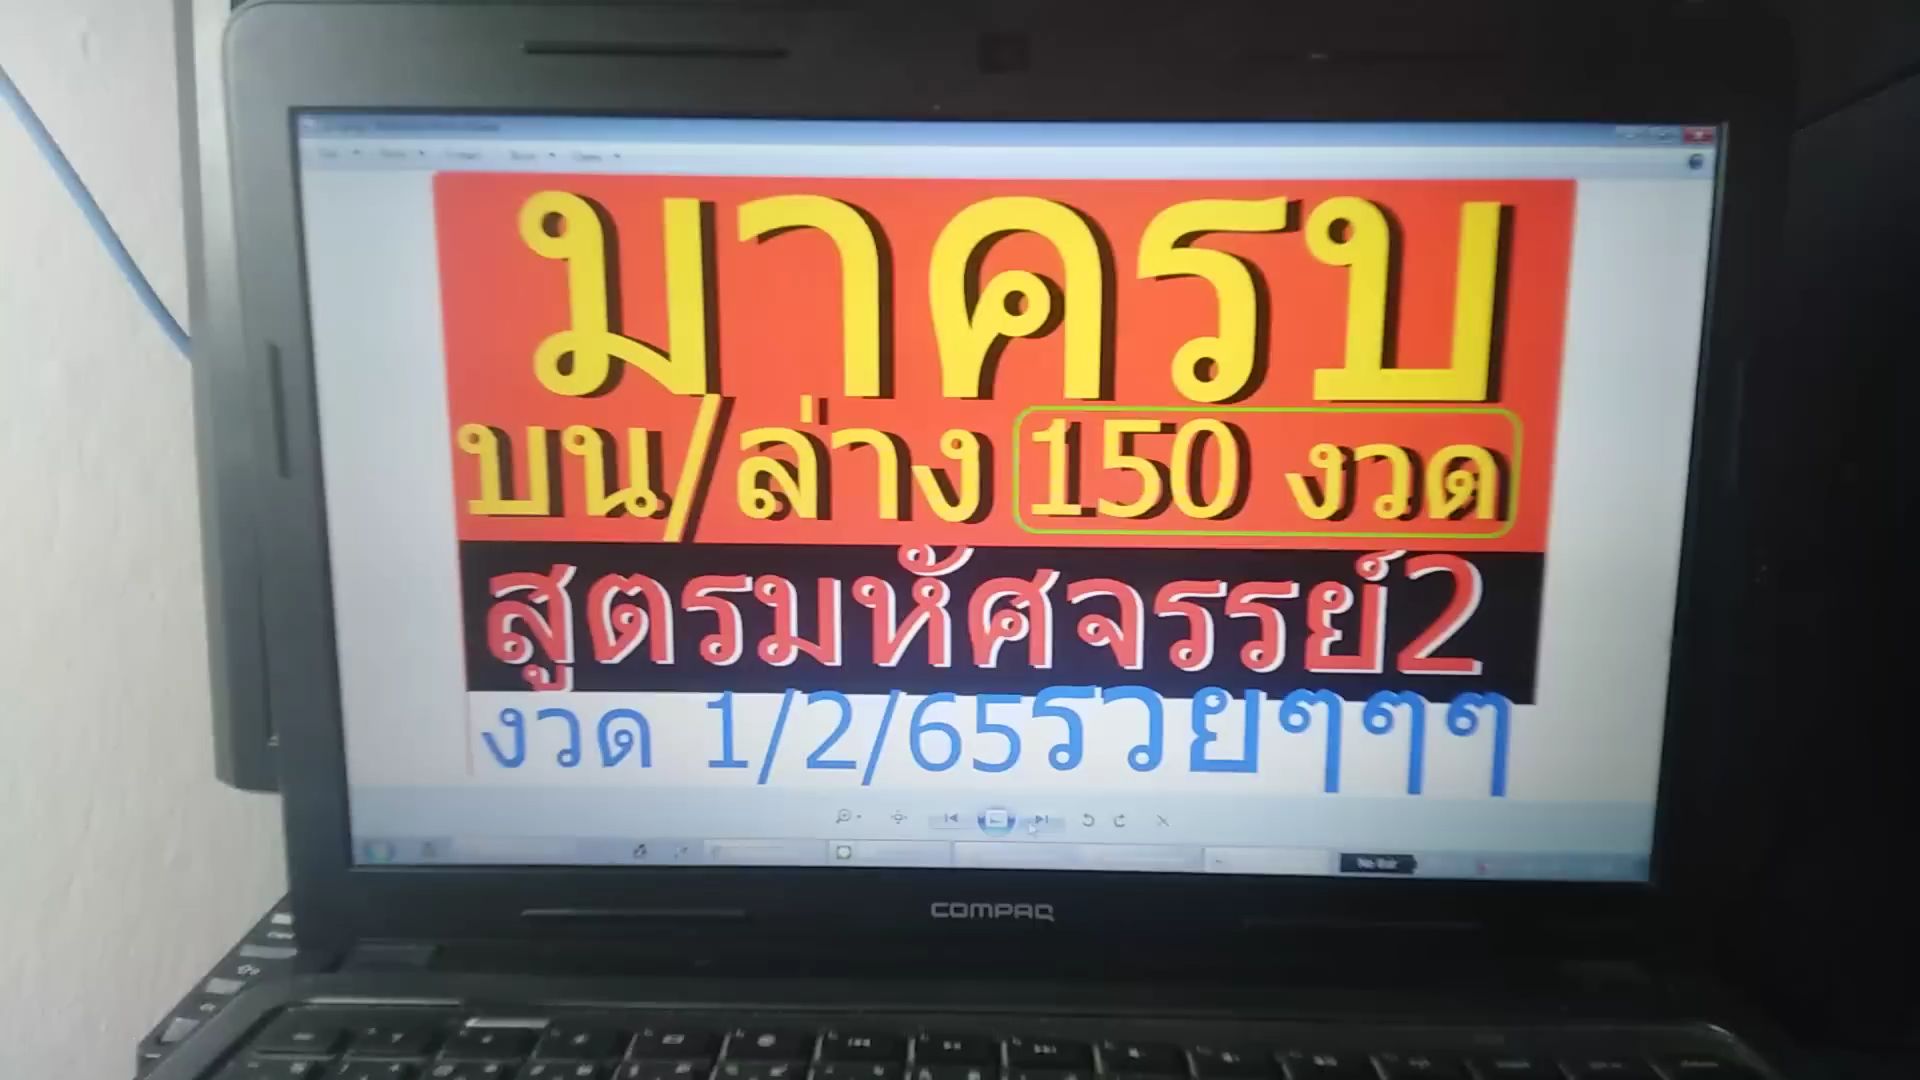 มาครบ
บน/ล่าง 150 งวด
สูตรมหัศจรรย์2
งวด 1/2/65รวยๆๆๆ
COMPAQ